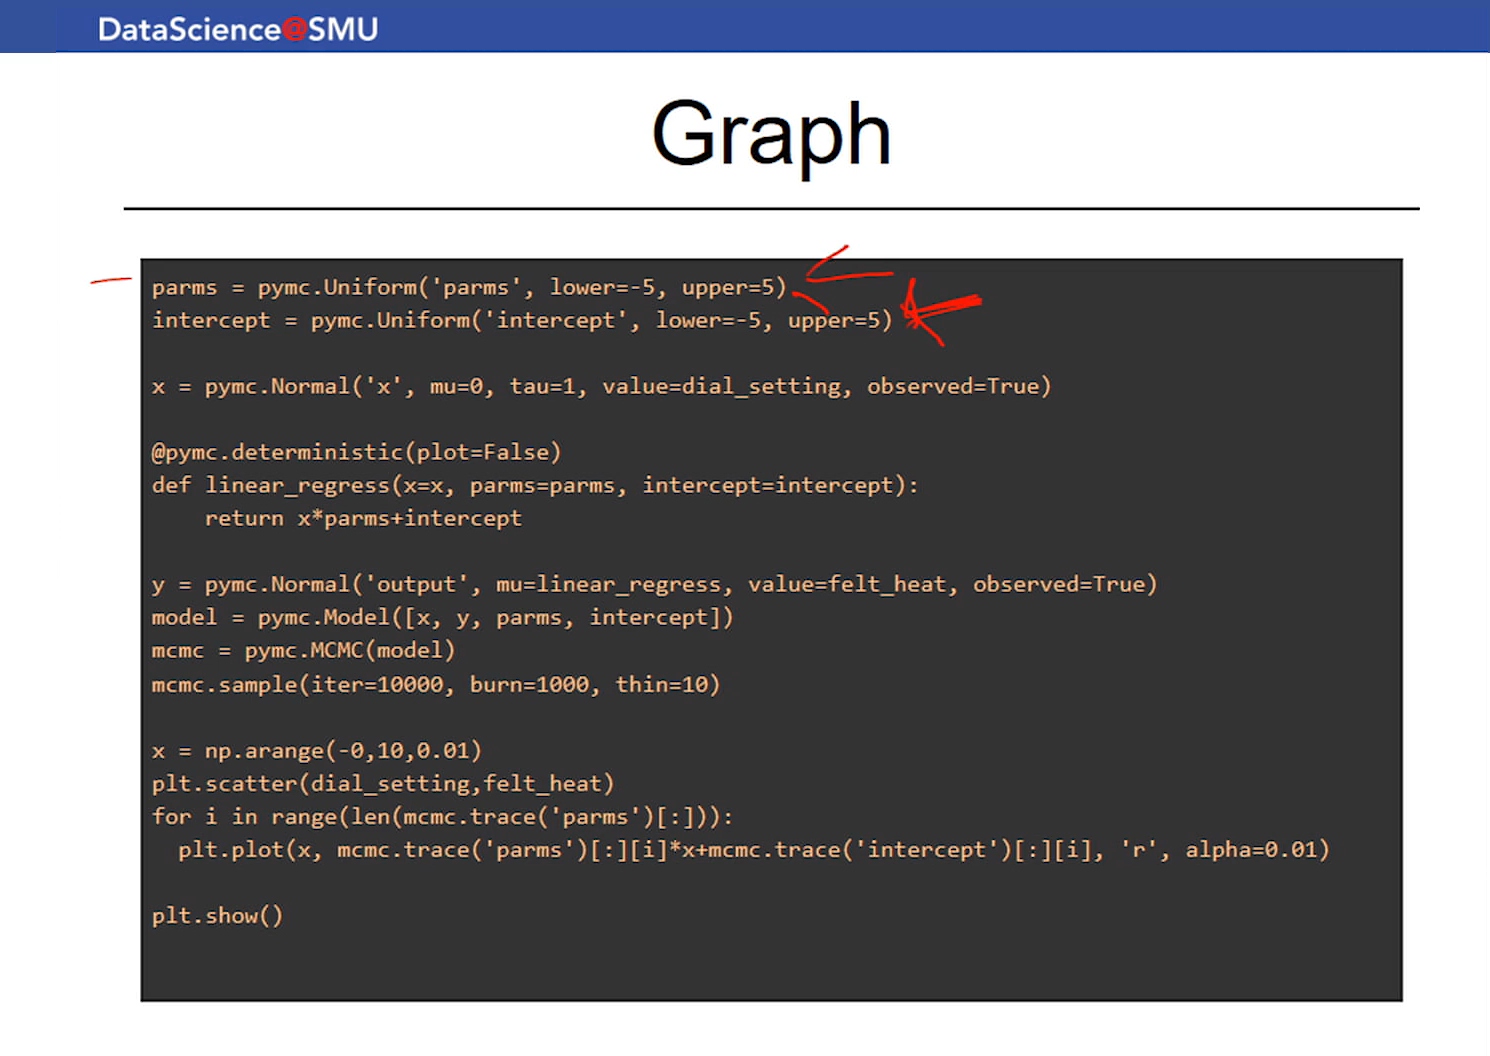 DataScience@SMU
Graph
parms = pymc.Uniform('parms', lower=-5, upper=5)
intercept = pymc.Uniform('intercept', lower=-5, upper=5)
x = pymc.Normal('x', mu=0, tau=1, value=dial_setting, observed=True)
@pymc.deterministic(plot=False)
def linear_regress(x=x, parms=parms, intercept=intercept):
    return x*parms+intercept
y = pymc.Normal('output', mu=linear_regress, value=felt_heat, observed=True)
model = pymc.Model([x, y, parms, intercept])
mcmc = pymc.MCMC(model)
mcmc.sample(iter=10000, burn=1000, thin=10)
x = np.arange(-0,10,0.01)
plt.scatter(dial_setting,felt_heat)
for i in range(len(mcmc.trace('parms')[:])):
  plt.plot(x, mcmc.trace('parms')[:][i]*x+mcmc.trace('intercept')[:][i], 'r', alpha=0.01)
plt.show()